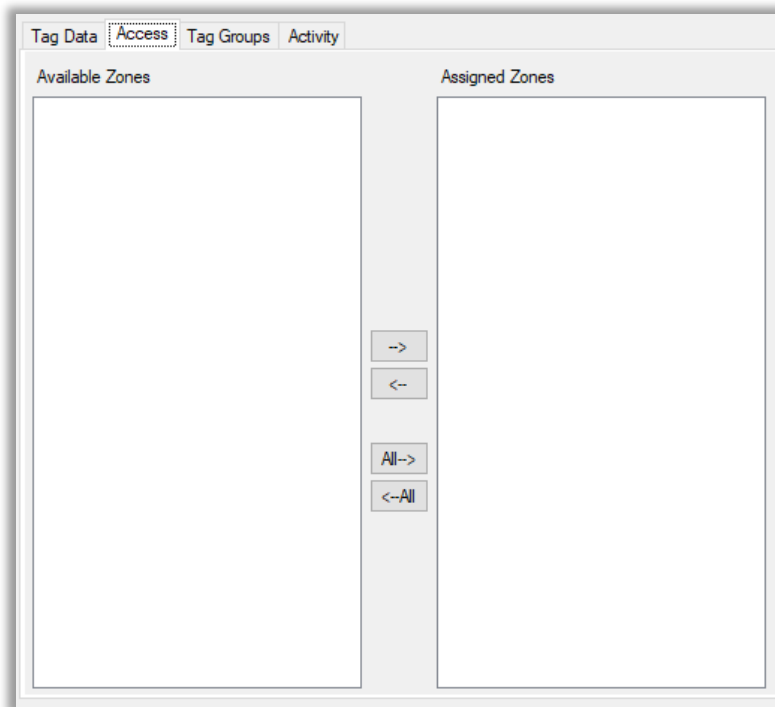 Tag Data Access Tag Groups Activity
Available Zones Assigned Zones
-->
<--
All-->
<--All